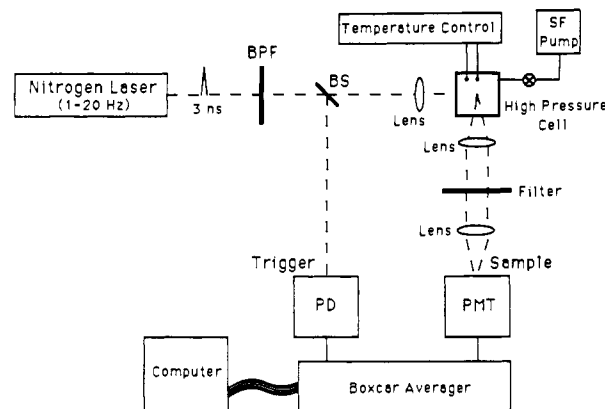 Temperature Control
SF
Pump
BPF
BS
Nitrogen Laser
(1-20 Hz)
3 ns
Lens
High Pressure
Cell
Lens
Filter
Lens
Trigger
Sample
PD
PMT
Computer
Boxcar Averager